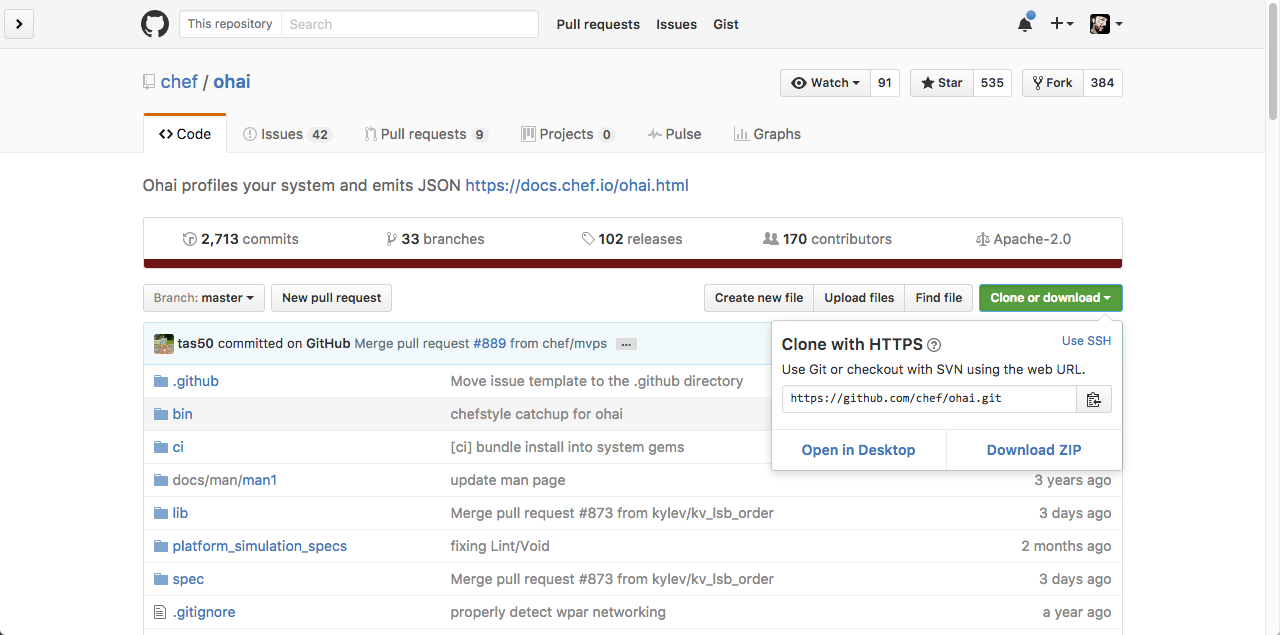 This repository Search Pull requests Issues Gist
chef / ohai Watch 91 Star 535 Fork 384
Code Issues 42 Pull requests 9 Projects 0 Pulse Graphs
Ohai profiles your system and emits JSON https://docs.chef.io/ohai.html
2,713 commits 33 branches 102 releases 170 contributors Apache-2.0
Branch: master New pull request Create new file Upload files Find file Clone or download
tas50 committed on GitHub Merge pull request #889 from chef/mvps ...
Clone with HTTPS ? Use SSH
Use Git or checkout with SVN using the web URL.
https://github.com/chef/ohai.git
Open in Desktop Download ZIP
.github Move issue template to the .github directory
bin chefstyle catchup for ohai
ci [ci] bundle install into system gems
docs/man/man1 update man page 3 years ago
lib Merge pull request #873 from kylev/kv_lsb_order 3 days ago
platform_simulation_specs fixing Lint/Void 2 months ago
spec Merge pull request #873 from kylev/kv_lsb_order 3 days ago
.gitignore properly detect wpar networking a year ago